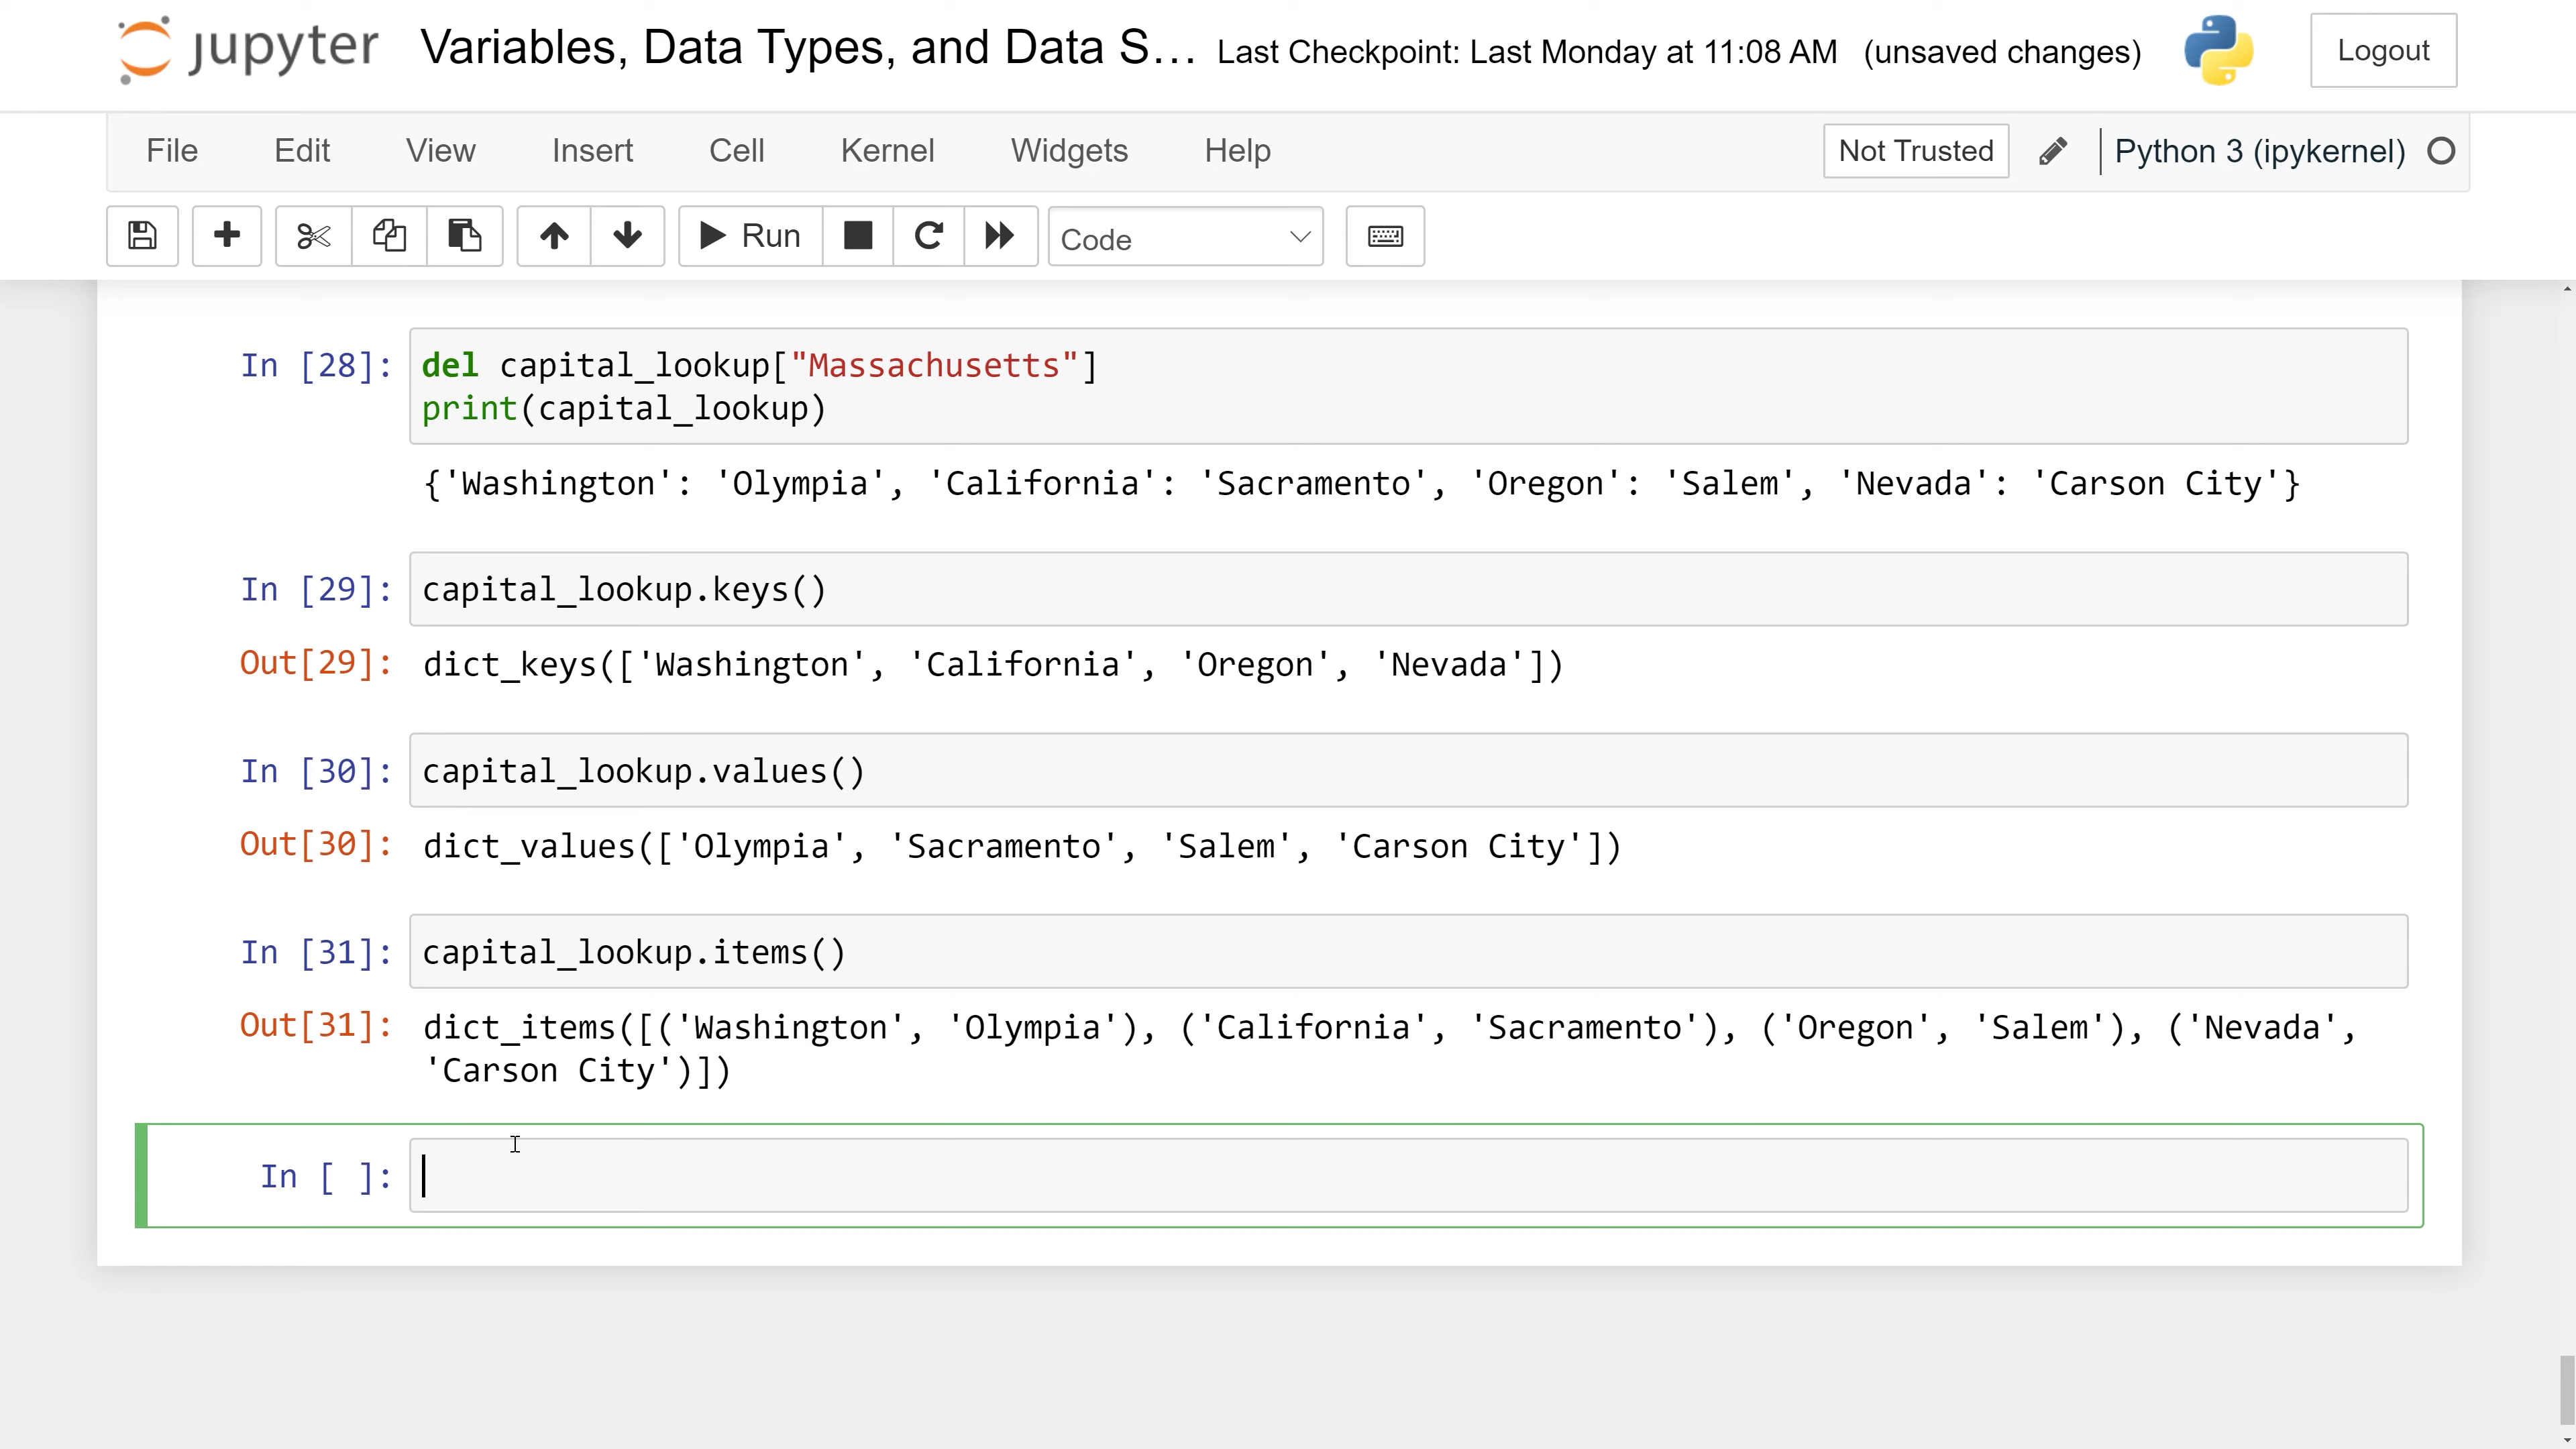 jupyter Variables, Data Types, and Data S... Last Checkpoint: Last Monday at 11:08 AM (unsaved changes) Logout
File Edit View Insert Cell Kernel Widgets Help Not Trusted Python 3 (ipykernel)
Run Code
In [28]: del capital_lookup["Massachusetts"]
print(capital_lookup)
{'Washington': 'Olympia', 'California': 'Sacramento', 'Oregon': 'Salem', 'Nevada': 'Carson City'}
In [29]: capital_lookup.keys()
Out[29]: dict_keys(['Washington', 'California', 'Oregon', 'Nevada'])
In [30]: capital_lookup.values()
Out[30]: dict_values(['Olympia', 'Sacramento', 'Salem', 'Carson City'])
In [31]: capital_lookup.items()
Out[31]: dict_items([('Washington', 'Olympia'), ('California', 'Sacramento'), ('Oregon', 'Salem'), ('Nevada',
'Carson City')])
In [ ]: